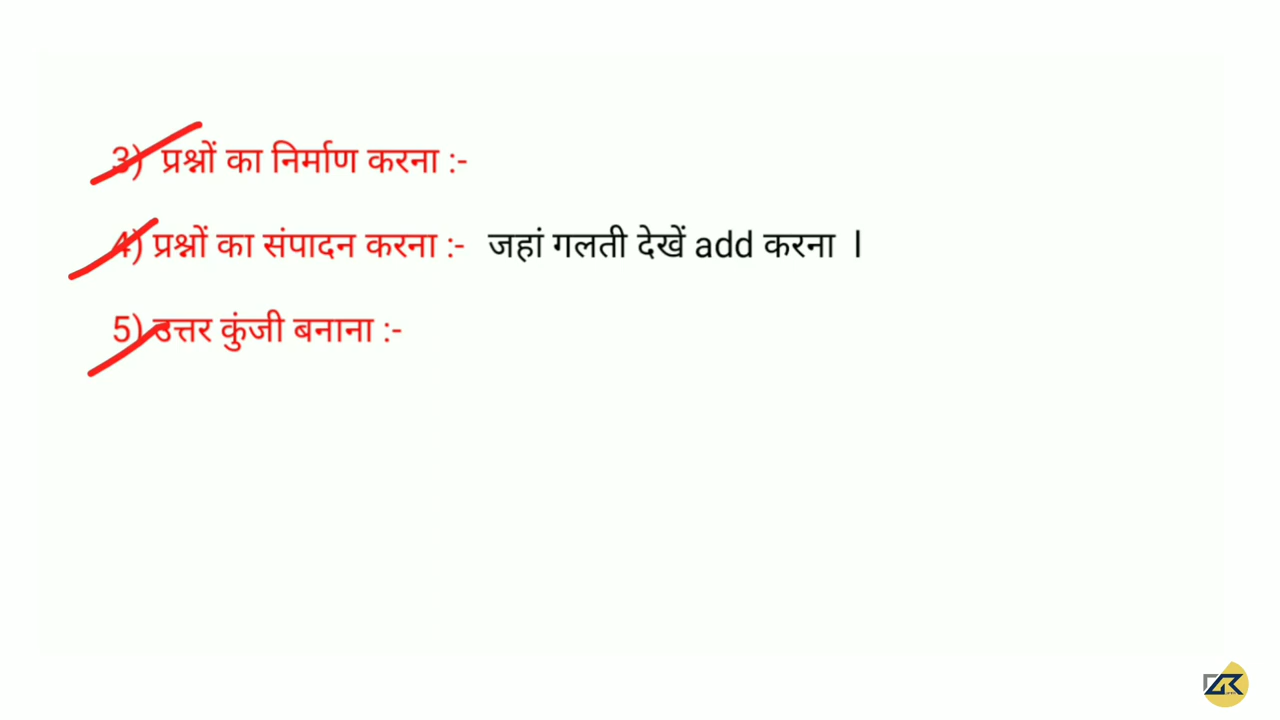 3) प्रश्नों का निर्माण करना :-
4) प्रश्नों का संपादन करना :- जहां गलती देखें add करना ।
5) उत्तर कुंजी बनाना :-